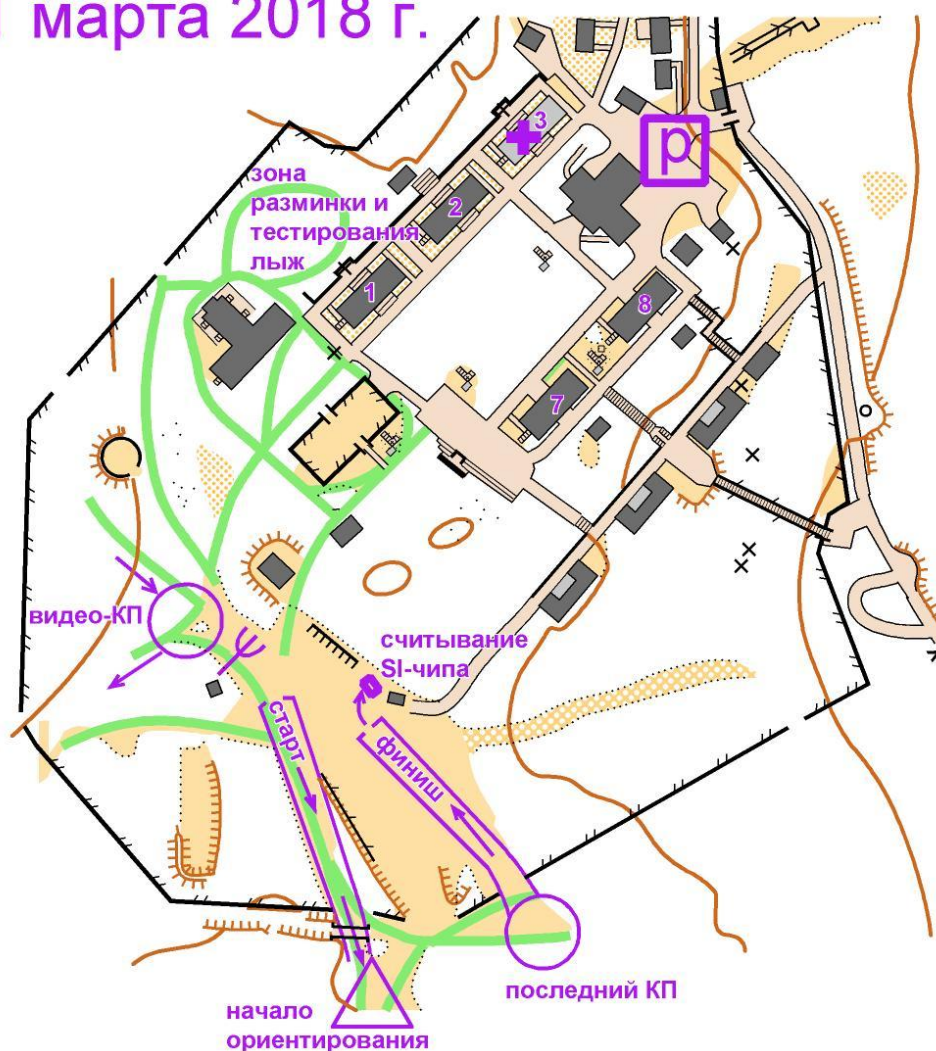 марта 2018 г.
3
р
зона
разминки и
тестирования
лыж
2
1
8
7
видео-КП
считывание
SI-чипа
старт
финиш
последний КП
начало
ориентирования